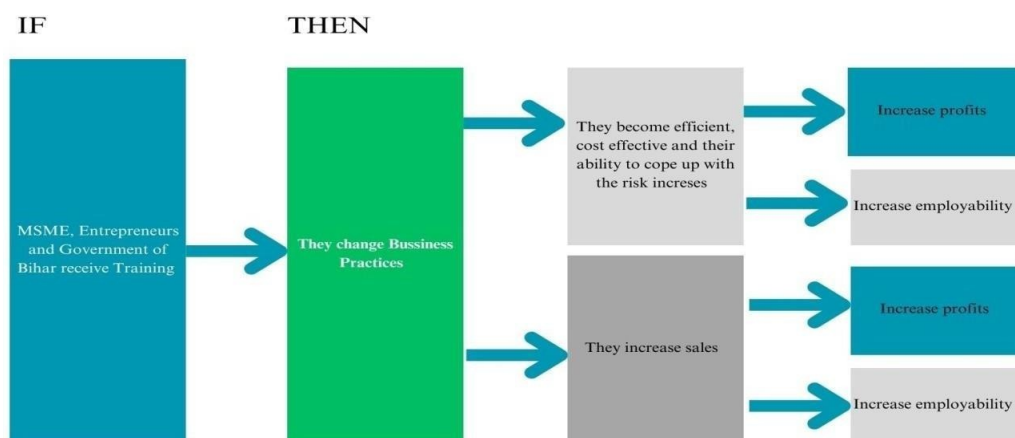 IF
THEN
MSME, Entrepreneurs
and Government of
Bihar receive Training
They change Bussiness
Practices
They become efficient,
cost effective and their
ability to cope up with
the risk increses
Increase profits
Increase employability
They increase sales
Increase profits
Increase employability